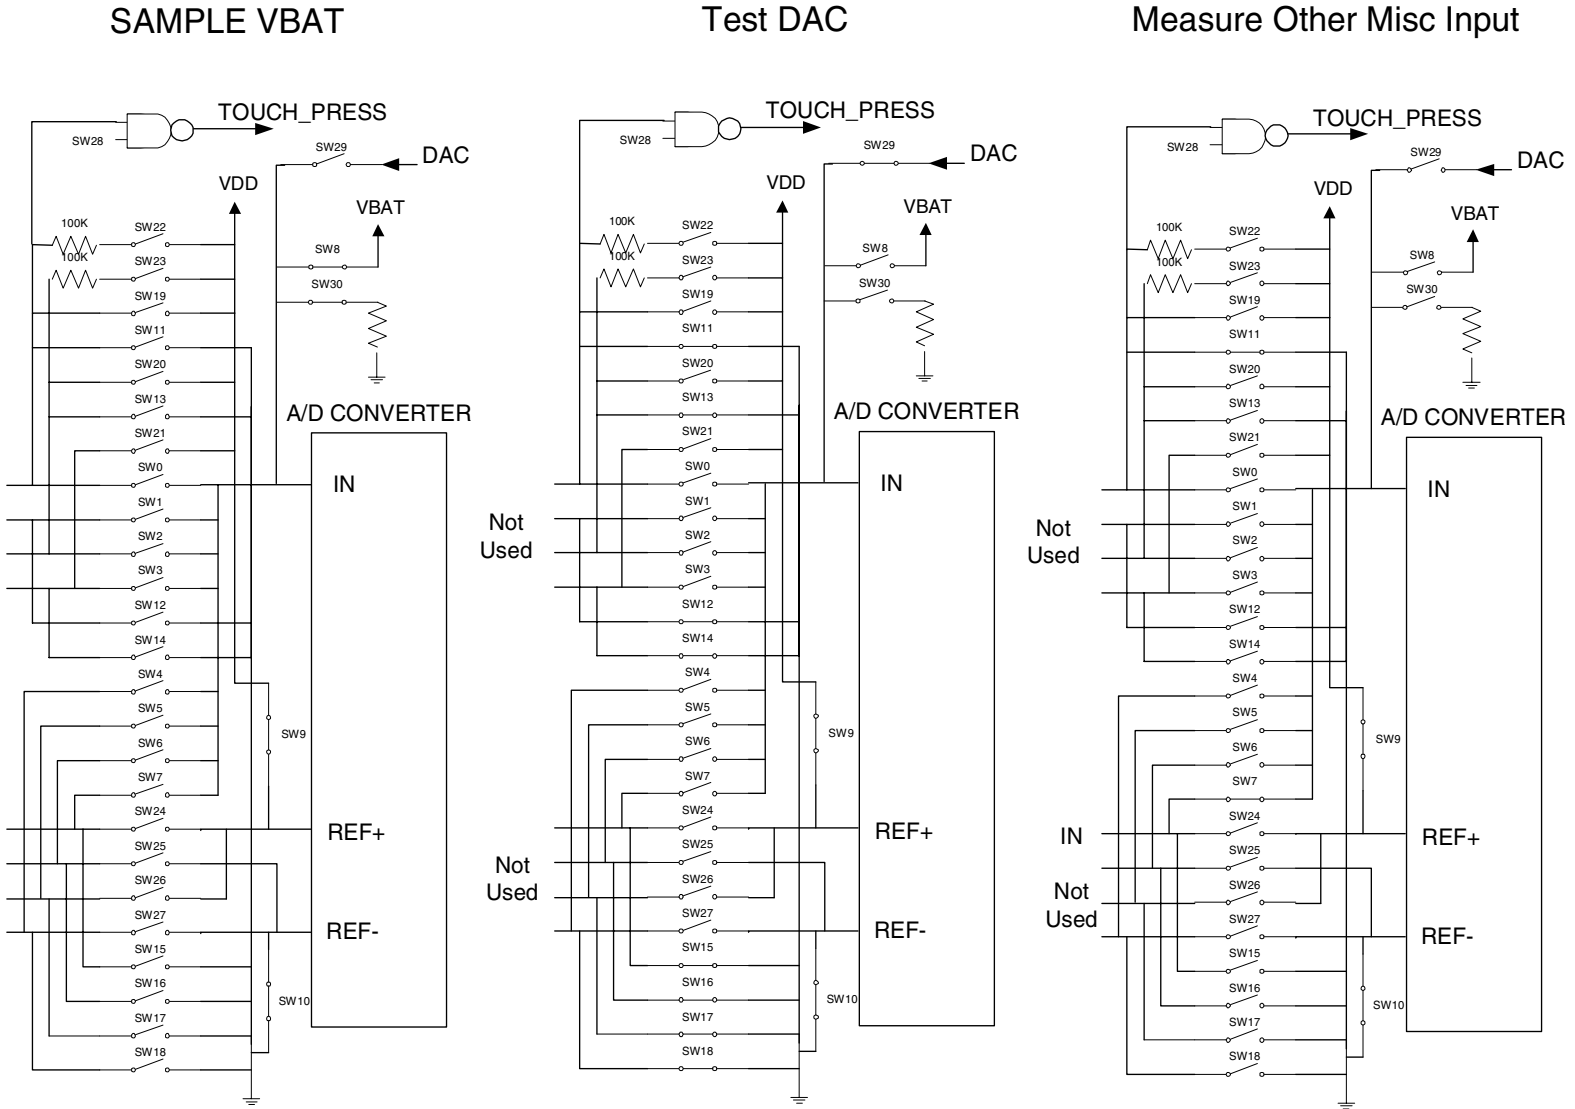 SAMPLE VBAT
TOUCH_PRESS
SW28
SW29
DAC
VDD
VBAT
100K
SW22
SW8
100K
SW23
SW30
SW19
SW11
SW20
SW13
A/D CONVERTER
SW21
SW0
IN
SW1
SW2
SW3
SW12
SW14
SW4
SW5
SW9
SW6
SW7
SW24
REF+
SW25
SW26
SW27
REF-
SW15
SW16
SW10
SW17
SW18
Test DAC
TOUCH_PRESS
SW28
SW29
DAC
VDD
VBAT
100K
SW22
SW8
100K
SW23
SW30
SW19
SW11
SW20
SW13
A/D CONVERTER
SW21
SW0
IN
SW1
Not
Used
SW2
SW3
SW12
SW14
SW4
SW5
SW9
SW6
SW7
SW24
REF+
SW25
Not
Used
SW26
SW27
REF-
SW15
SW16
SW10
SW17
SW18
Measure Other Misc Input
TOUCH_PRESS
SW28
SW29
DAC
VDD
VBAT
100K
SW22
SW8
100K
SW23
SW30
SW19
SW11
SW20
SW13
A/D CONVERTER
SW21
SW0
IN
SW1
Not
Used
SW2
SW3
SW12
SW14
SW4
SW5
SW9
SW6
SW7
SW24
IN
REF+
SW25
Not
Used
SW26
SW27
REF-
SW15
SW16
SW10
SW17
SW18